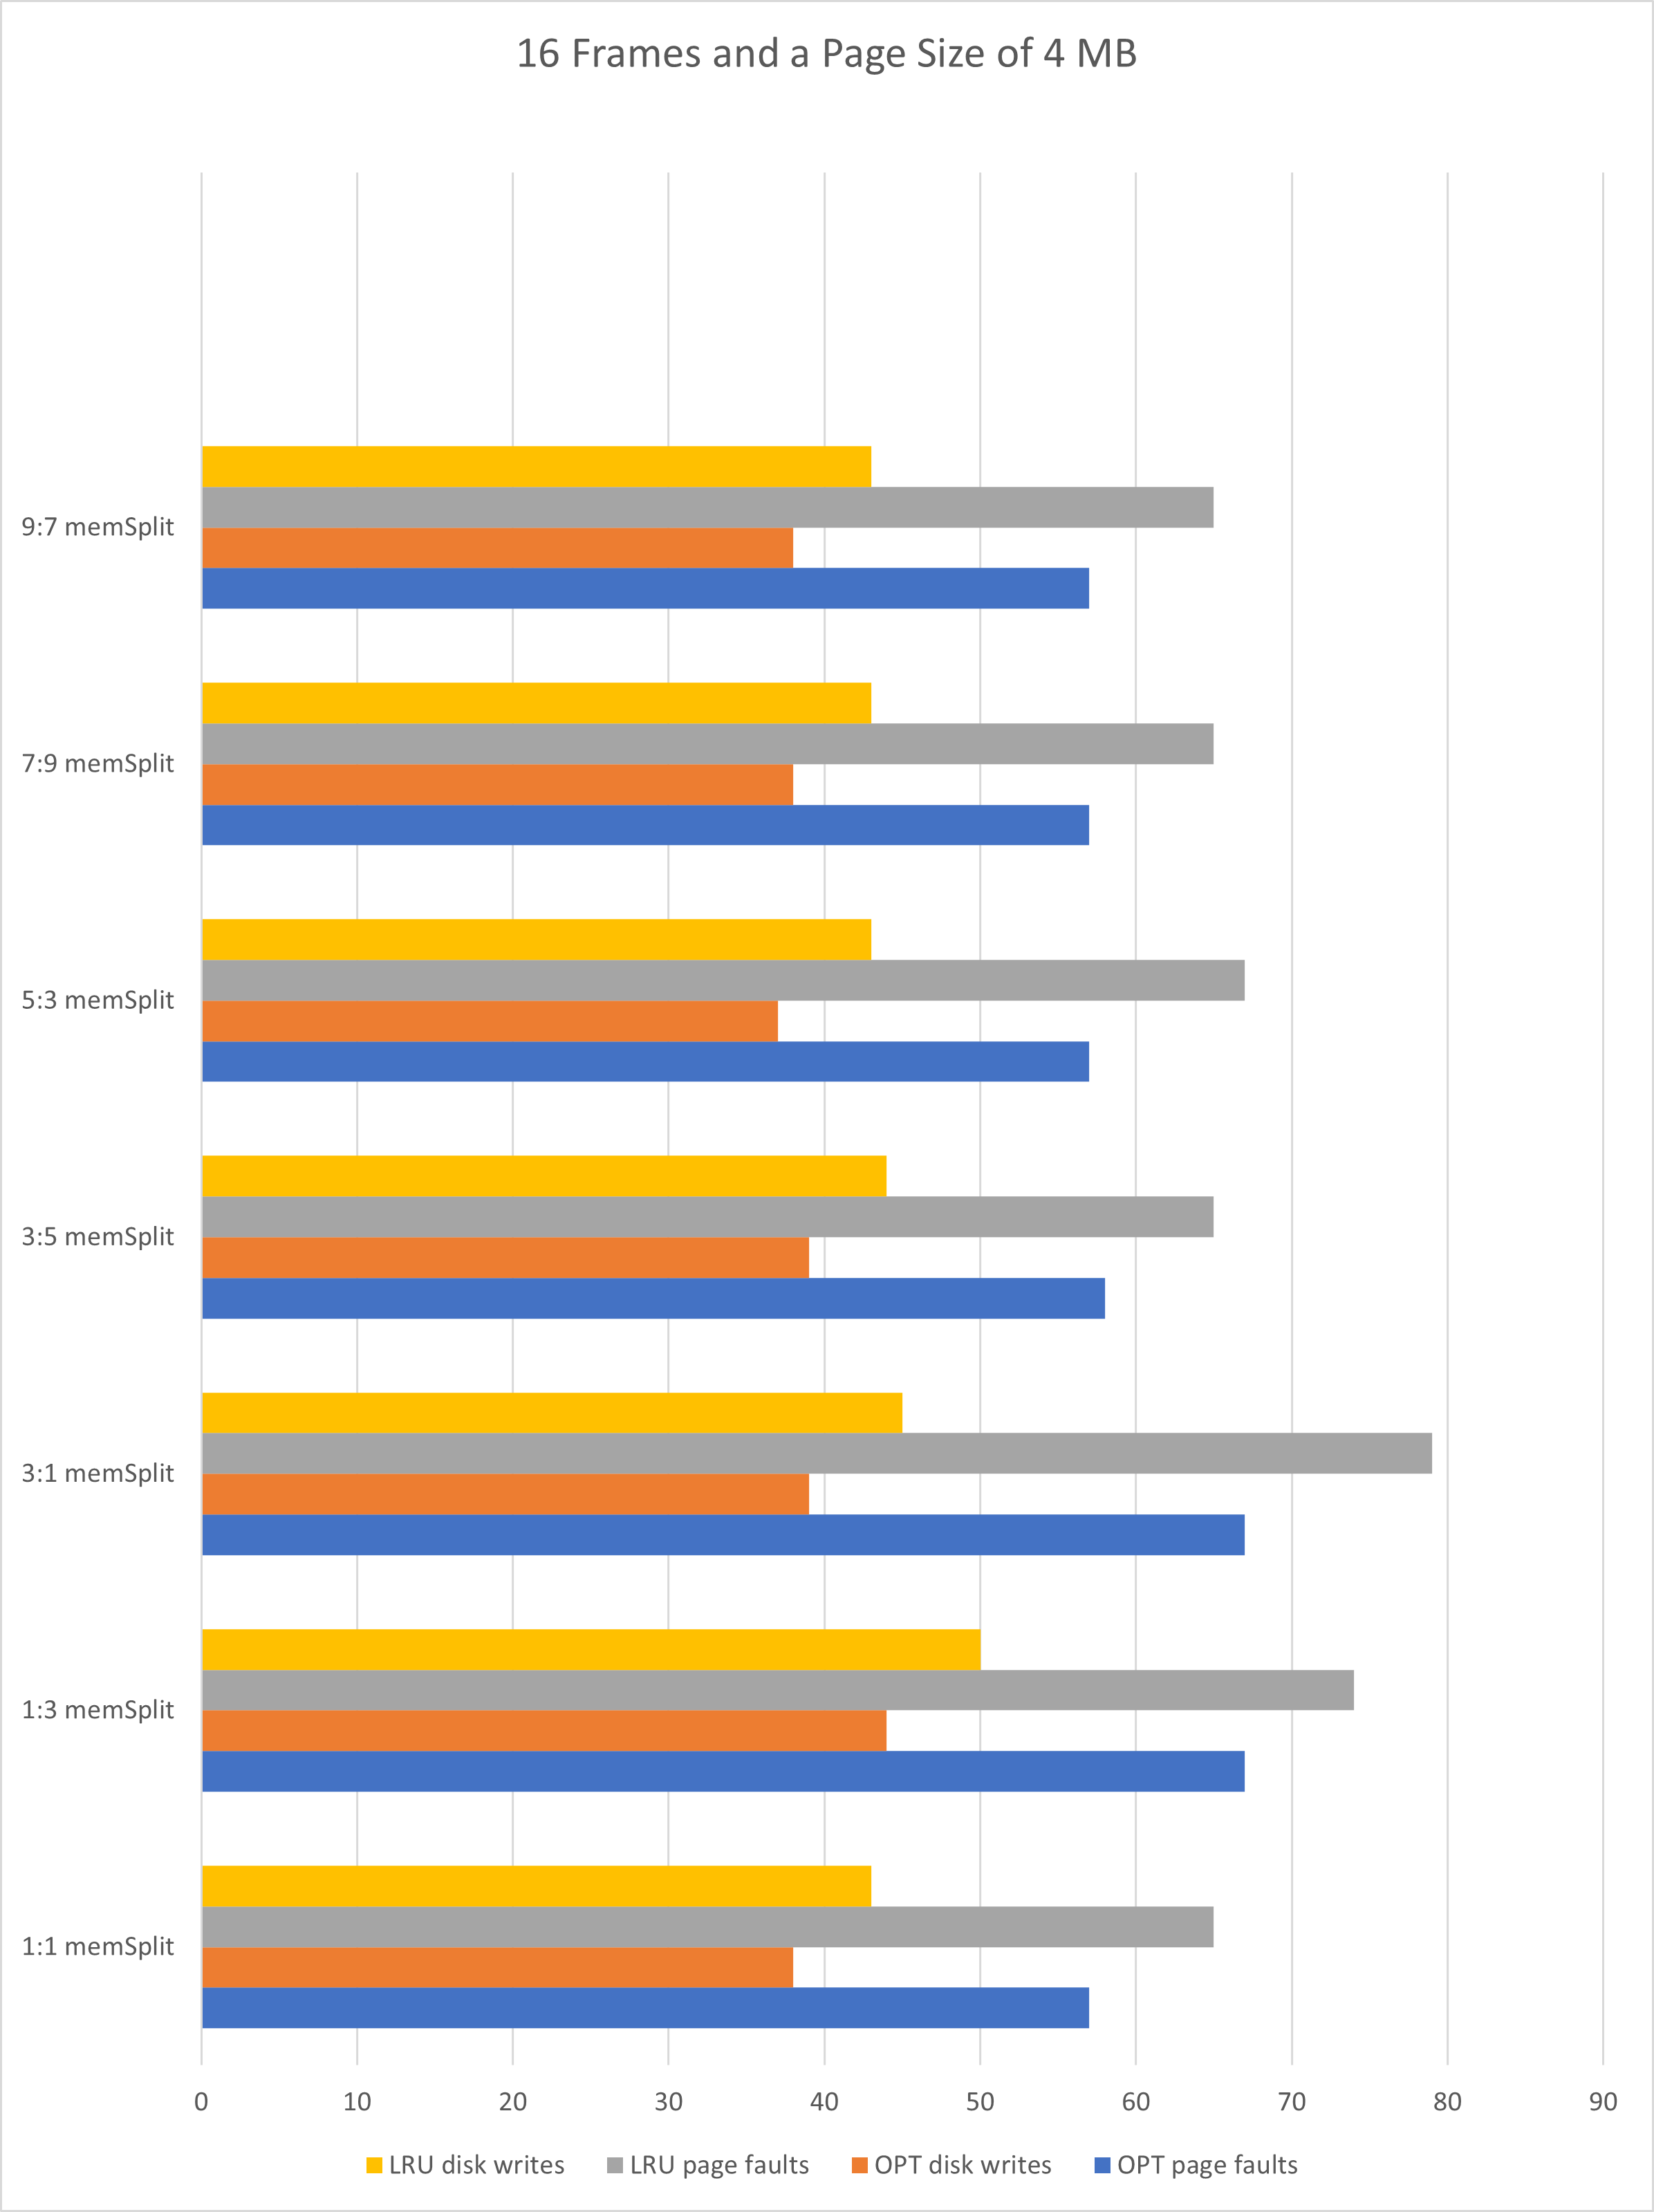 16 Frames and a Page Size of 4 MB
9:7 memSplit
7:9 memSplit
5:3 memSplit
3:5 memSplit
3:1 memSplit
1:3 memSplit
1:1 memSplit
0 10 20 30 40 50 60 70 80 90
LRU disk writes LRU page faults OPT disk writes OPT page faults